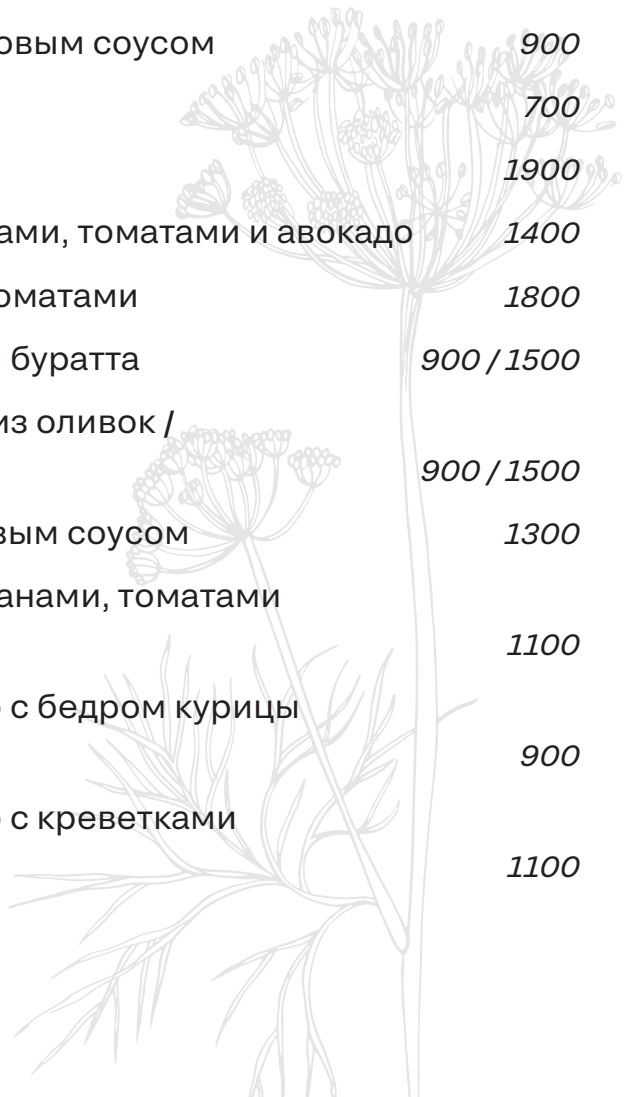 овым соусом 900
700
1900
ами, томатами и авокадо 1400
оматами 1800
буратта 900 / 1500
из оливок /
900 / 1500
вым соусом 1300
анами, томатами
1100
с бедром курицы
900
с креветками
1100